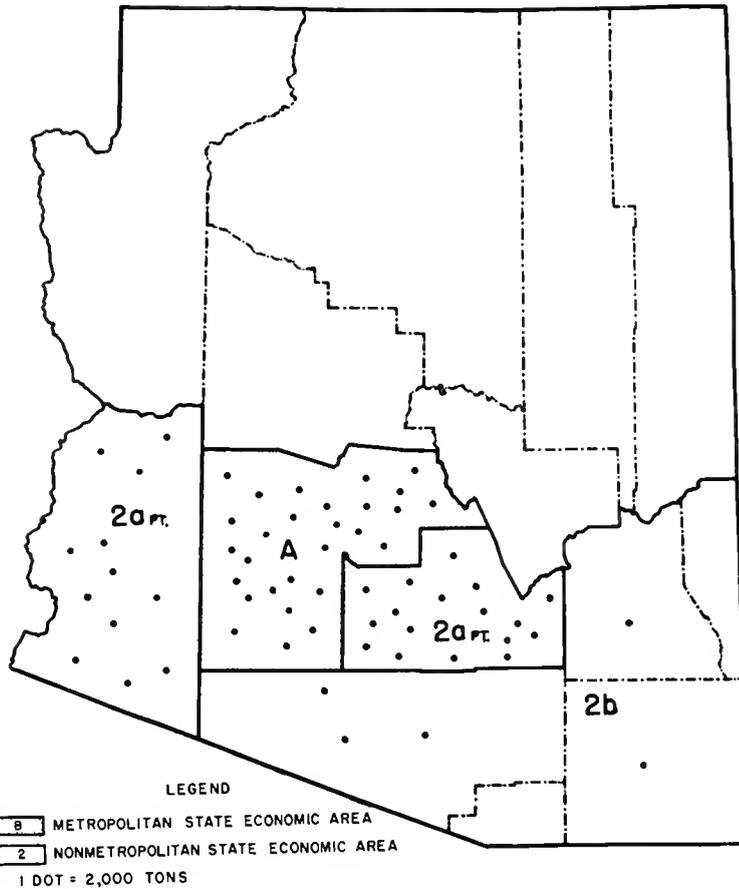 2a PT.
A
2a PT.
2b
LEGEND
8 METROPOLITAN STATE ECONOMIC AREA
2 NONMETROPOLITAN STATE ECONOMIC AREA
1 DOT = 2,000 TONS